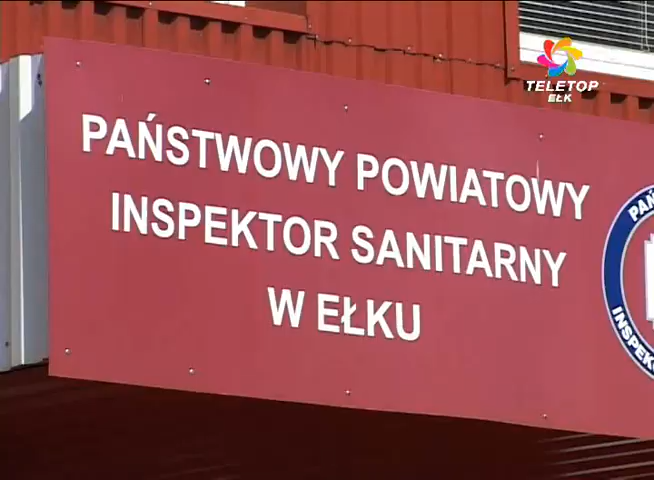 TELETOP
EŁK
PAŃSTWOWY POWIATOWY
INSPEKTOR SANITARNY
W EŁKU